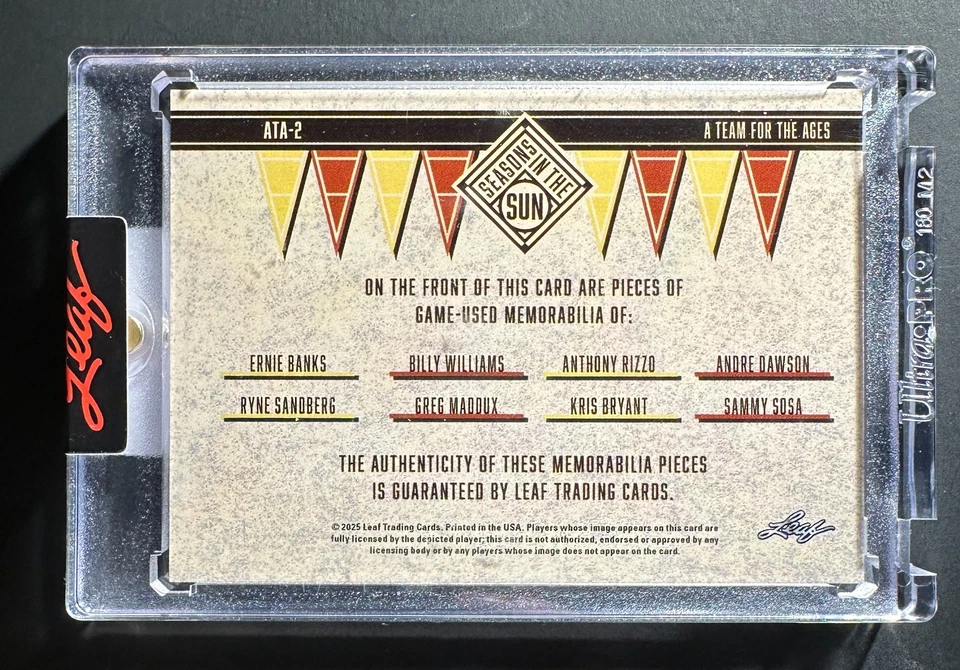 ATA-2
A TEAM FOR THE AGES
SEASONS IN THE
SUN
ON THE FRONT OF THIS CARD ARE PIECES OF
GAME-USED MEMORABILIA OF:
ERNIE BANKS BILLY WILLIAMS ANTHONY RIZZO ANDRE DAWSON
RYNE SANDBERG GREG MADDUX KRIS BRYANT SAMMY SOSA
THE AUTHENTICITY OF THESE MEMORABILIA PIECES
IS GUARANTEED BY LEAF TRADING CARDS.
© 2025 Leaf Trading Cards. Printed in the USA. Players whose image appears on this card are
fully licensed by the depicted player; this card is not authorized, endorsed or approved by any
licensing body or by any players whose image does not appear on the card.
Leaf
Leaf
UltraPRO® 180 M2